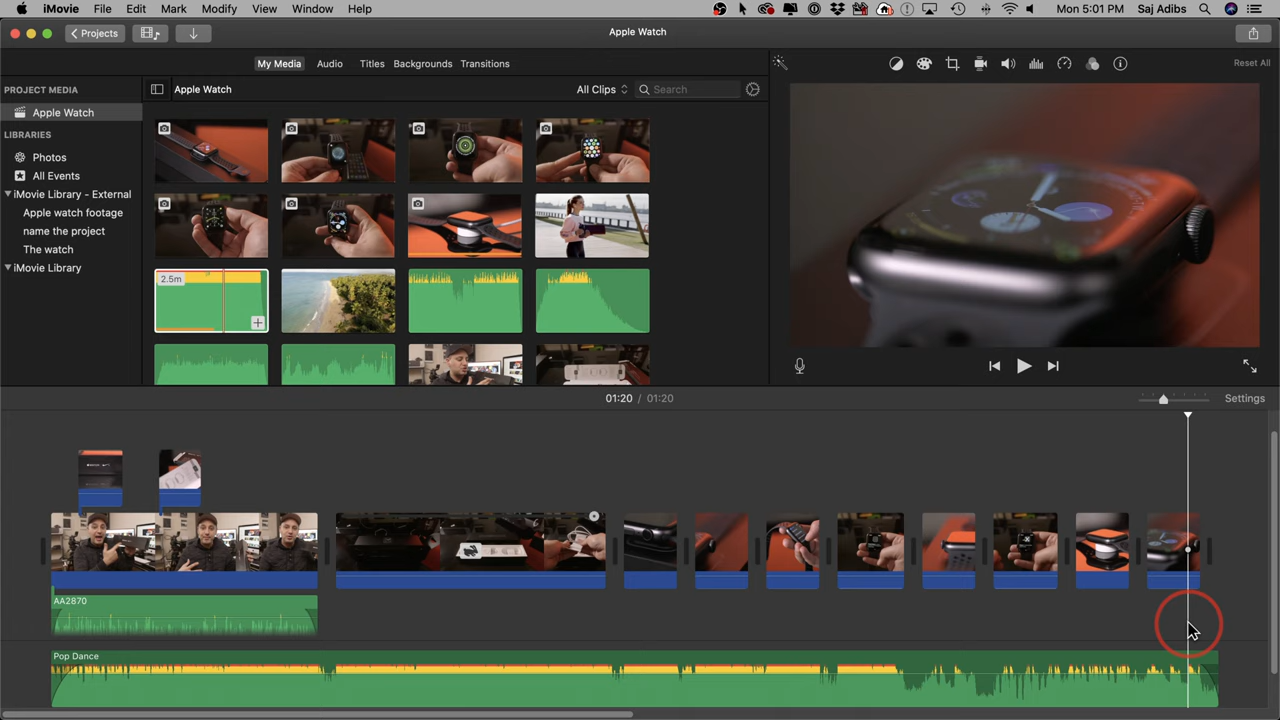 iMovie File Edit Mark Modify View Window Help Mon 5:01 PM Saj Adibs
Projects Apple Watch
My Media Audio Titles Backgrounds Transitions Reset All
PROJECT MEDIA
Apple Watch All Clips Search
Apple Watch
LIBRARIES
Photos
All Events
iMovie Library - External
Apple watch footage
name the project
The watch
iMovie Library
2.5m
01:20 / 01:20 Settings
AA2870
Pop Dance